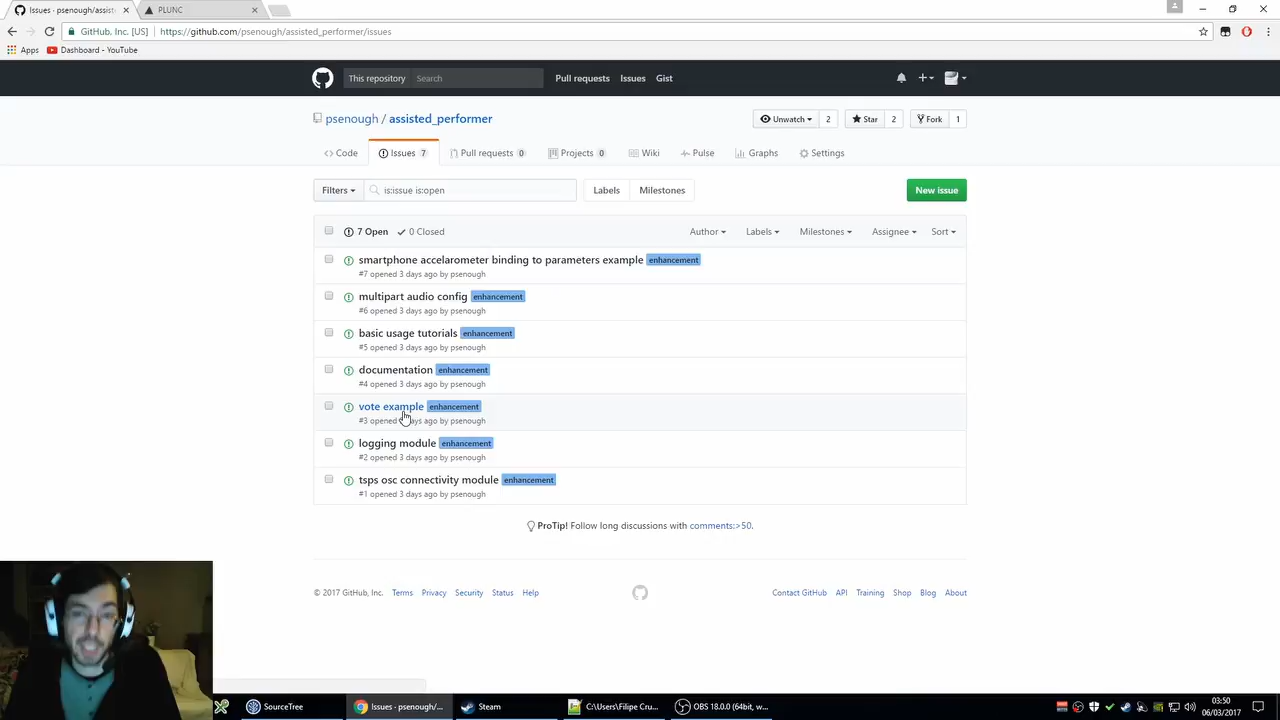 Issues · psenough/assist
PLUNC
GitHub, Inc. [US]
https://github.com/psenough/assisted_performer/issues
Apps
Dashboard - YouTube
This repository
Search
Pull requests
Issues
Gist
psenough / assisted_performer
Unwatch
2
Star
2
Fork
1
Code
Issues 7
Pull requests 0
Projects 0
Wiki
Pulse
Graphs
Settings
Filters
is:issue is:open
Labels
Milestones
New issue
7 Open
0 Closed
Author
Labels
Milestones
Assignee
Sort
smartphone accelarometer binding to parameters example enhancement
#7 opened 3 days ago by psenough
multipart audio config enhancement
#6 opened 3 days ago by psenough
basic usage tutorials enhancement
#5 opened 3 days ago by psenough
documentation enhancement
#4 opened 3 days ago by psenough
vote example enhancement
#3 opened days ago by psenough
logging module enhancement
#2 opened 3 days ago by psenough
tsps osc connectivity module enhancement
#1 opened 3 days ago by psenough
ProTip! Follow long discussions with comments:>50.
© 2017 GitHub, Inc.
Terms
Privacy
Security
Status
Help
Contact GitHub
API
Training
Shop
Blog
About
SourceTree
Issues · psenough/...
Steam
C:\Users\Filipe Cru...
OBS 18.0.0 (64bit, w...
03:50
06/03/2017